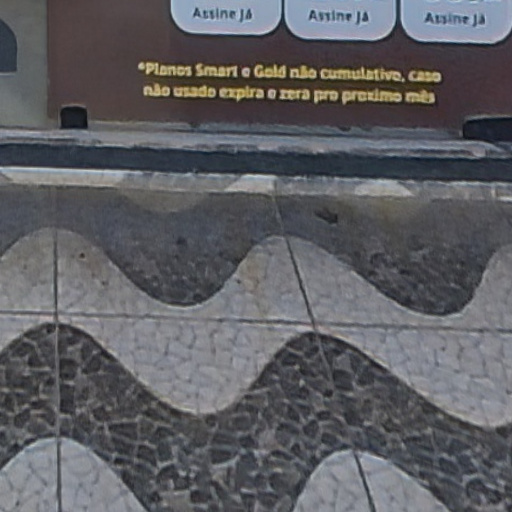 Assine Já Assine Já Assine Já
*Planos Smart e Gold não cumulativo, caso
não usado expira e zera pro proximo mês